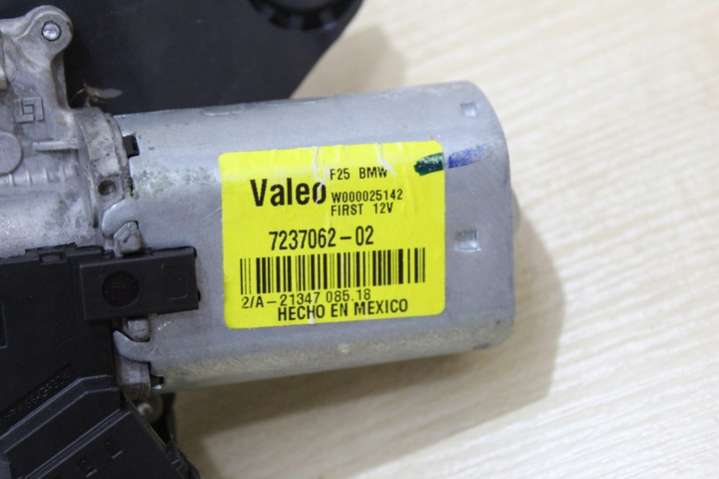 F25 BMW
Valeo
W000025142
FIRST 12V
7237062-02
2/A-21347 085.18
HECHO EN MEXICO